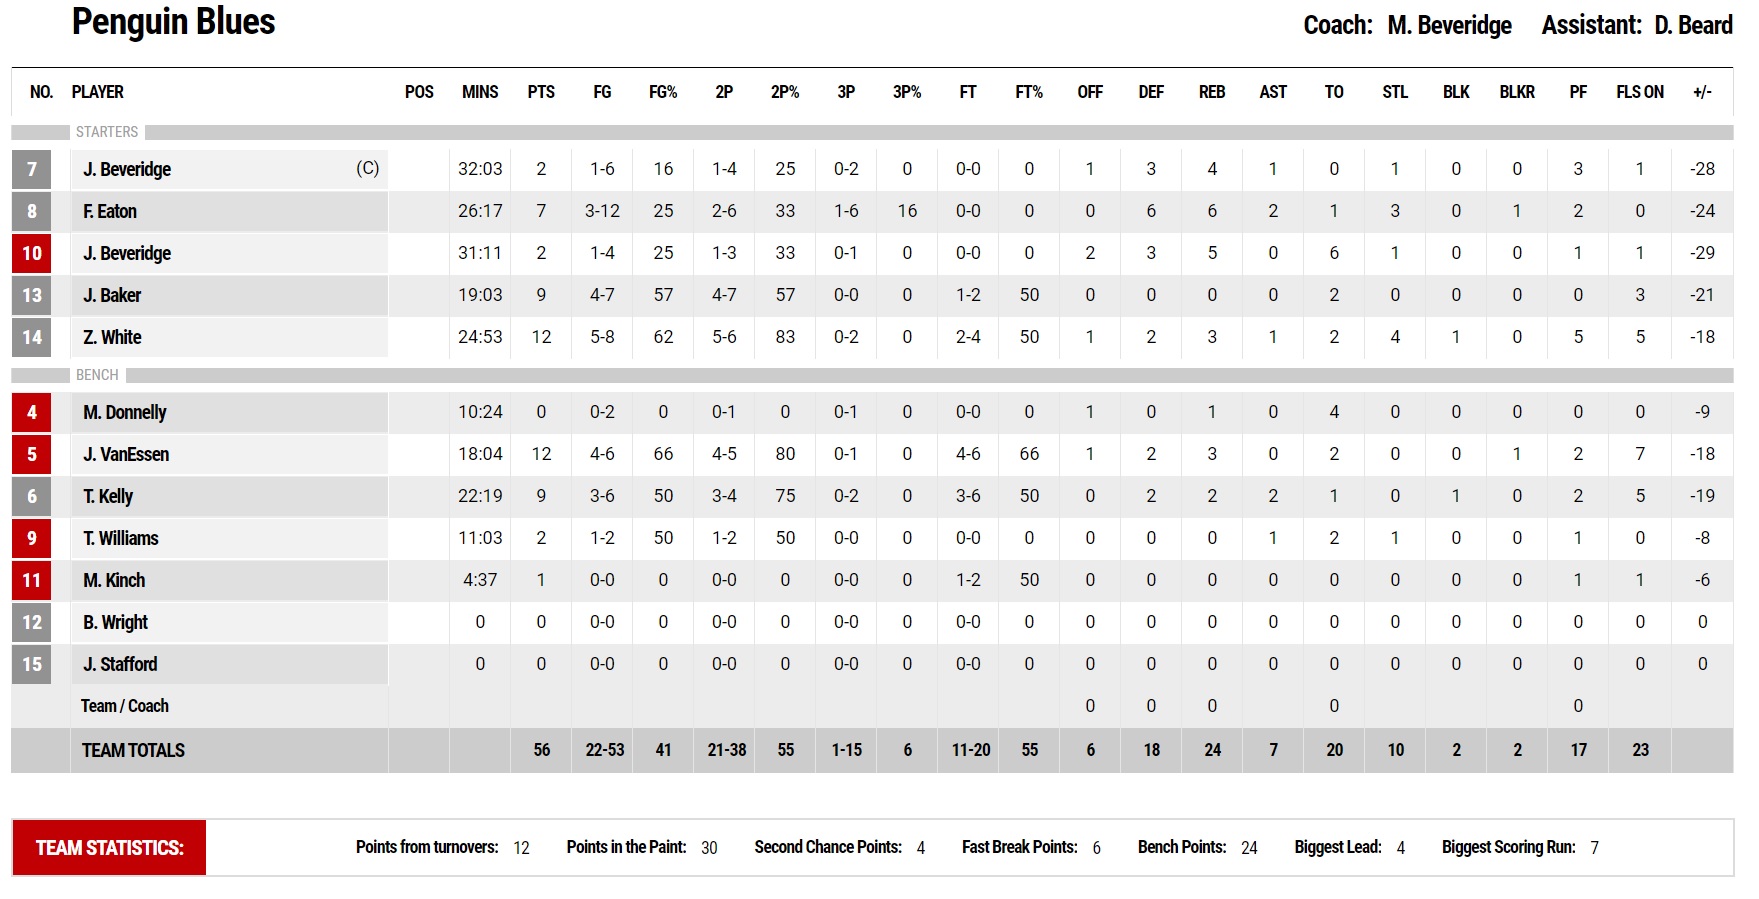 Penguin Blues Coach: M. Beveridge Assistant: D. Beard
NO. PLAYER POS MINS PTS FG FG% 2P 2P% 3P 3P% FT FT% OFF DEF REB AST TO STL BLK BLKR PF FLS ON +/-
STARTERS
7 J. Beveridge (C) 32:03 2 1-6 16 1-4 25 0-2 0 0-0 0 1 3 4 1 0 1 0 0 3 1 -28
8 F. Eaton 26:17 7 3-12 25 2-6 33 1-6 16 0-0 0 0 6 6 2 1 3 0 1 2 0 -24
10 J. Beveridge 31:11 2 1-4 25 1-3 33 0-1 0 0-0 0 2 3 5 0 6 1 0 0 1 1 -29
13 J. Baker 19:03 9 4-7 57 4-7 57 0-0 0 1-2 50 0 0 0 0 2 0 0 0 0 3 -21
14 Z. White 24:53 12 5-8 62 5-6 83 0-2 0 2-4 50 1 2 3 1 2 4 1 0 5 5 -18
BENCH
4 M. Donnelly 10:24 0 0-2 0 0-1 0 0-1 0 0-0 0 1 0 1 0 4 0 0 0 0 0 -9
5 J. VanEssen 18:04 12 4-6 66 4-5 80 0-1 0 4-6 66 1 2 3 0 2 0 0 1 2 7 -18
6 T. Kelly 22:19 9 3-6 50 3-4 75 0-2 0 3-6 50 0 2 2 2 1 0 1 0 2 5 -19
9 T. Williams 11:03 2 1-2 50 1-2 50 0-0 0 0-0 0 0 0 0 1 2 1 0 0 1 0 -8
11 M. Kinch 4:37 1 0-0 0 0-0 0 0-0 0 1-2 50 0 0 0 0 0 0 0 0 1 1 -6
12 B. Wright 0 0 0-0 0 0-0 0 0-0 0 0-0 0 0 0 0 0 0 0 0 0 0 0 0
15 J. Stafford 0 0 0-0 0 0-0 0 0-0 0 0-0 0 0 0 0 0 0 0 0 0 0 0 0
Team / Coach 0 0 0 0 0
TEAM TOTALS 56 22-53 41 21-38 55 1-15 6 11-20 55 6 18 24 7 20 10 2 2 17 23
TEAM STATISTICS: Points from turnovers: 12 Points in the Paint: 30 Second Chance Points: 4 Fast Break Points: 6 Bench Points: 24 Biggest Lead: 4 Biggest Scoring Run: 7